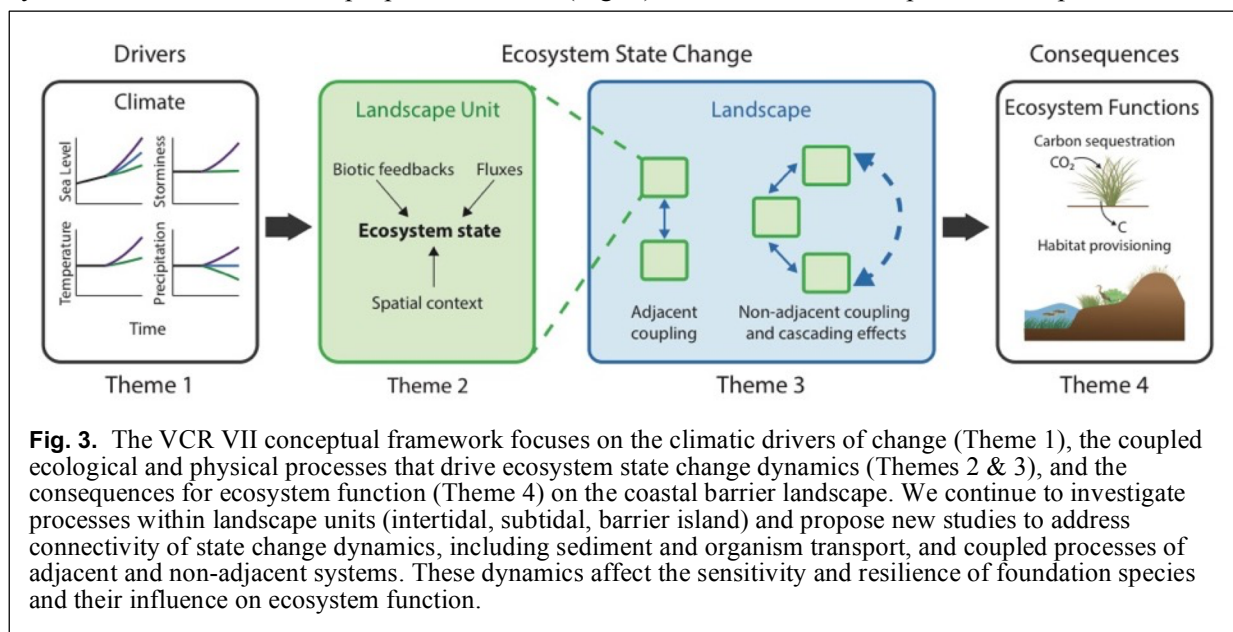 Drivers
Ecosystem State Change
Consequences
Climate
Sea Level
Storminess
Temperature
Precipitation
Time
Theme 1
Landscape Unit
Biotic feedbacks
Fluxes
Ecosystem state
Spatial context
Theme 2
Landscape
Adjacent
coupling
Non-adjacent coupling
and cascading effects
Theme 3
Ecosystem Functions
Carbon sequestration
CO₂
C
Habitat provisioning
Theme 4
Fig. 3. The VCR VII conceptual framework focuses on the climatic drivers of change (Theme 1), the coupled
ecological and physical processes that drive ecosystem state change dynamics (Themes 2 & 3), and the
consequences for ecosystem function (Theme 4) on the coastal barrier landscape. We continue to investigate
processes within landscape units (intertidal, subtidal, barrier island) and propose new studies to address
connectivity of state change dynamics, including sediment and organism transport, and coupled processes of
adjacent and non-adjacent systems. These dynamics affect the sensitivity and resilience of foundation species
and their influence on ecosystem function.